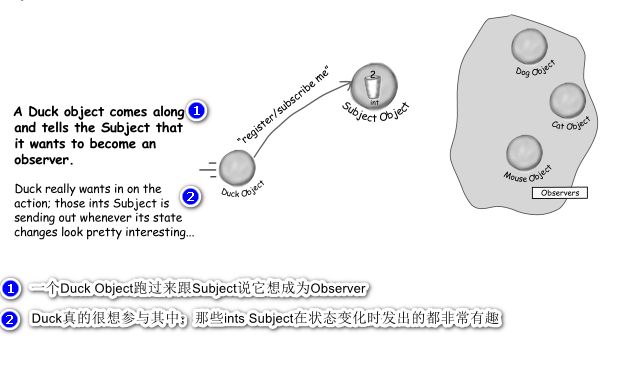 A Duck object comes along 1
and tells the Subject that
it wants to become an
observer.
Duck really wants in on the 2
action; those ints Subject is
sending out whenever its state
changes look pretty interesting...
"register/subscribe me"
2
int
Subject Object
Duck Object
Dog Object
Cat Object
Mouse Object
Observers
1 一个Duck Object跑过来跟Subject说它想成为Observer
2 Duck真的很想参与其中；那些ints Subject在状态变化时发出的都非常有趣